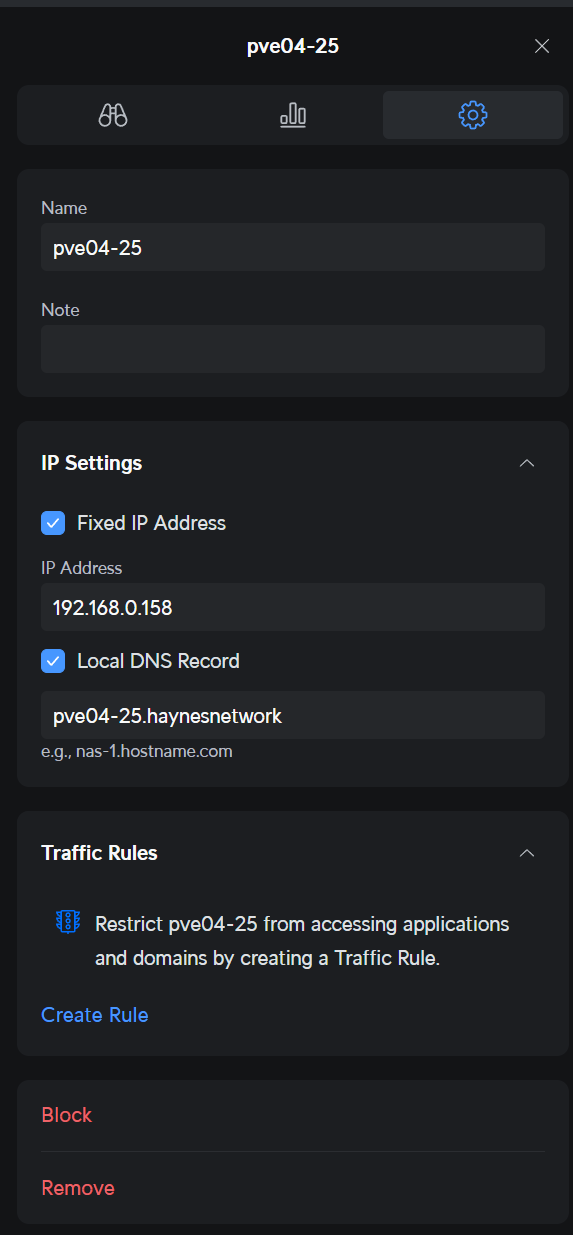 pve04-25
Name
pve04-25
Note
IP Settings
Fixed IP Address
IP Address
192.168.0.158
Local DNS Record
pve04-25.haynesnetwork
e.g., nas-1.hostname.com
Traffic Rules
Restrict pve04-25 from accessing applications
and domains by creating a Traffic Rule.
Create Rule
Block
Remove